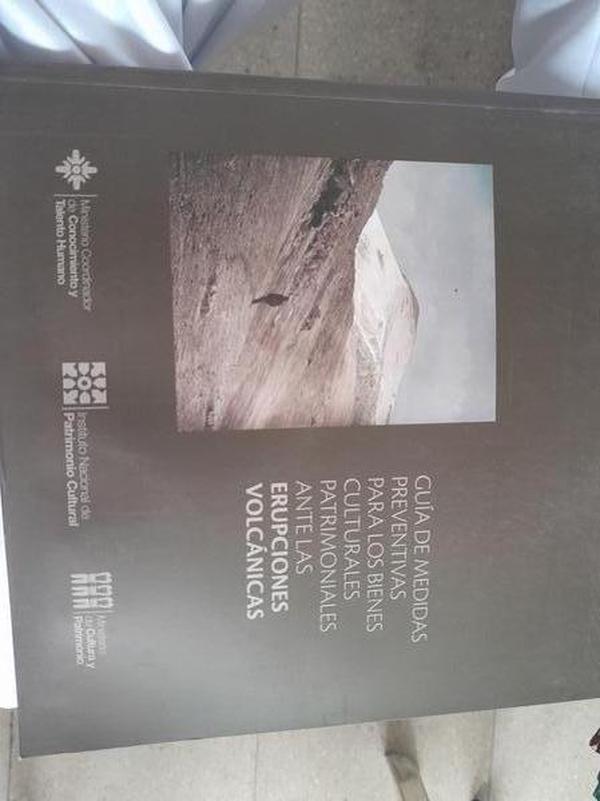 GUÍA DE MEDIDAS
PREVENTIVAS
PARA LOS BIENES
CULTURALES
PATRIMONIALES
ANTE LAS
ERUPCIONES
VOLCÁNICAS
Ministerio Coordinador
de Conocimiento y
Talento Humano
Instituto Nacional de
Patrimonio Cultural
Ministerio
de Cultura y
Patrimonio